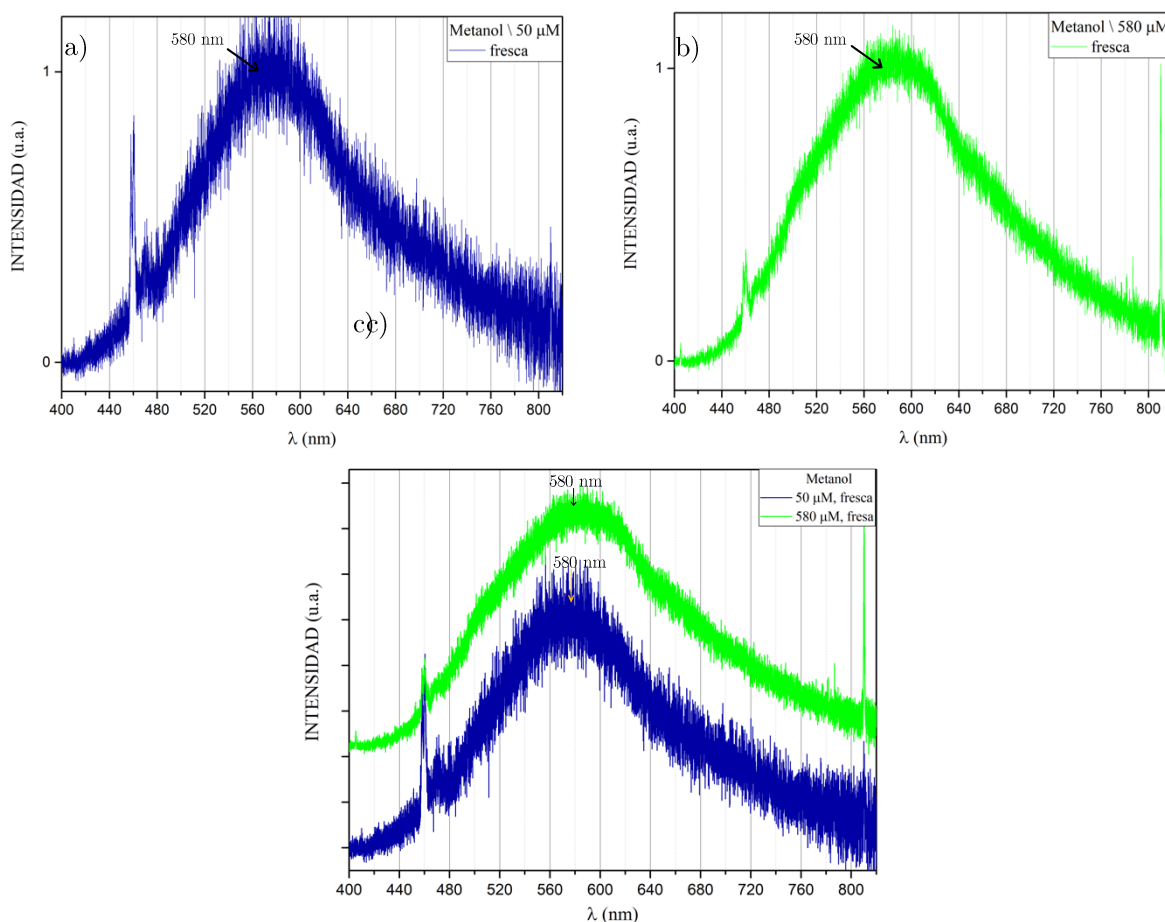 a)
580 nm
Metanol \ 50 μM
fresca
1
0
INTENSIDAD (u.a.)
400 440 480 520 560 600 640 680 720 760 800
λ (nm)
c)c)
b)
580 nm
Metanol \ 580 μM
fresca
1
0
INTENSIDAD (u.a.)
400 440 480 520 560 600 640 680 720 760 800
λ (nm)
580 nm
580 nm
Metanol
50 μM, fresca
580 μM, fresa
INTENSIDAD (u.a.)
400 440 480 520 560 600 640 680 720 760 800
λ (nm)